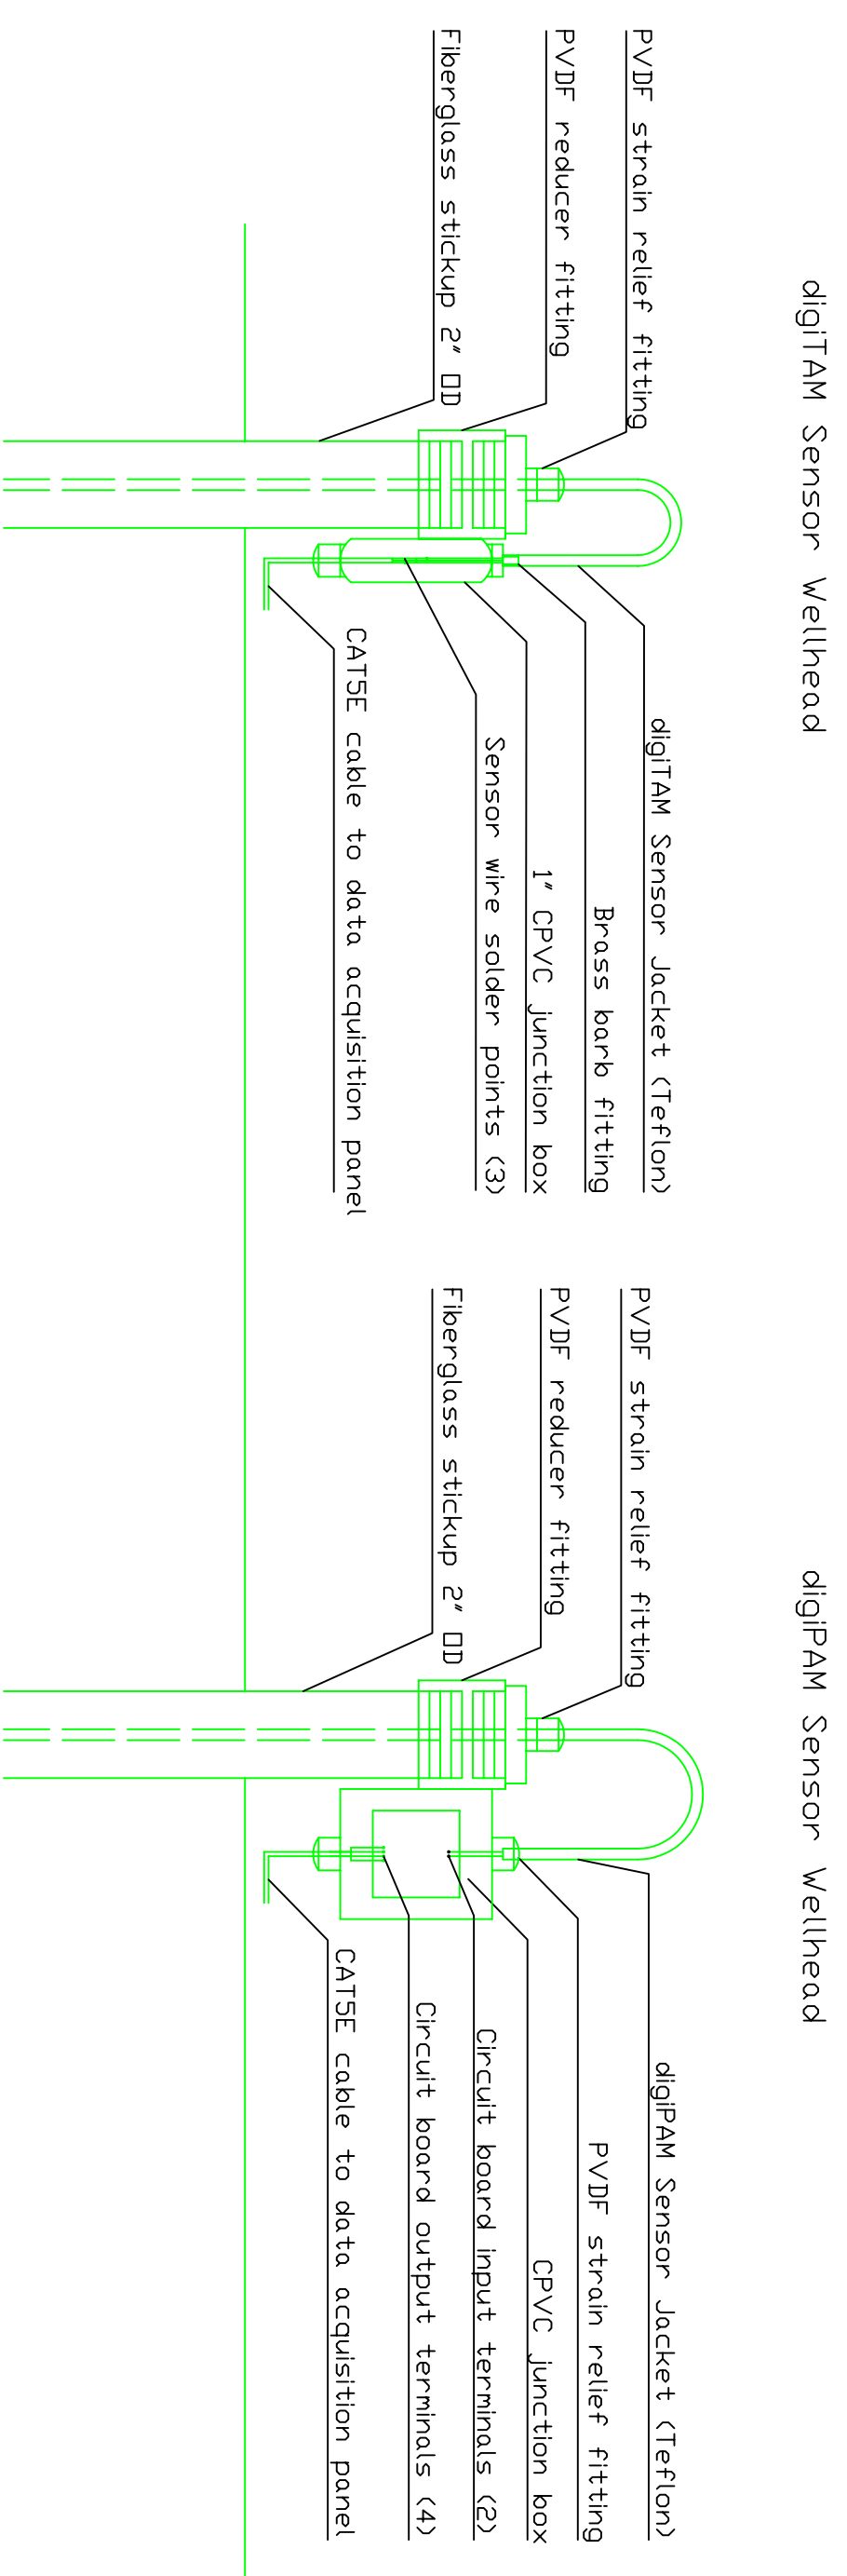 digiTAM Sensor Wellhead
PVDF strain relief fitting
PVDF reducer fitting
Fiberglass stickup 2" OD
digiTAM Sensor Jacket (Teflon)
Brass barb fitting
1" CPVC junction box
Sensor wire solder points (3)
CAT5E cable to data acquisition panel
digiPAM Sensor Wellhead
PVDF strain relief fitting
PVDF reducer fitting
Fiberglass stickup 2" OD
digiPAM Sensor Jacket (Teflon)
PVDF strain relief fitting
CPVC junction box
Circuit board input terminals (2)
Circuit board output terminals (4)
CAT5E cable to data acquisition panel